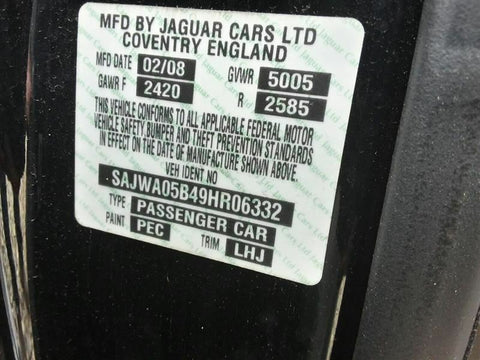 MFD BY JAGUAR CARS LTD
COVENTRY ENGLAND
MFD DATE 02/08 GVWR 5005
GAWR F 2420 R 2585
THIS VEHICLE CONFORMS TO ALL APPLICABLE FEDERAL MOTOR
VEHICLE SAFETY, BUMPER AND THEFT PREVENTION STANDARDS
IN EFFECT ON THE DATE OF MANUFACTURE SHOWN ABOVE.
VEH IDENT NO
SAJWA05B49HR06332
TYPE PASSENGER CAR
PAINT PEC TRIM LHJ